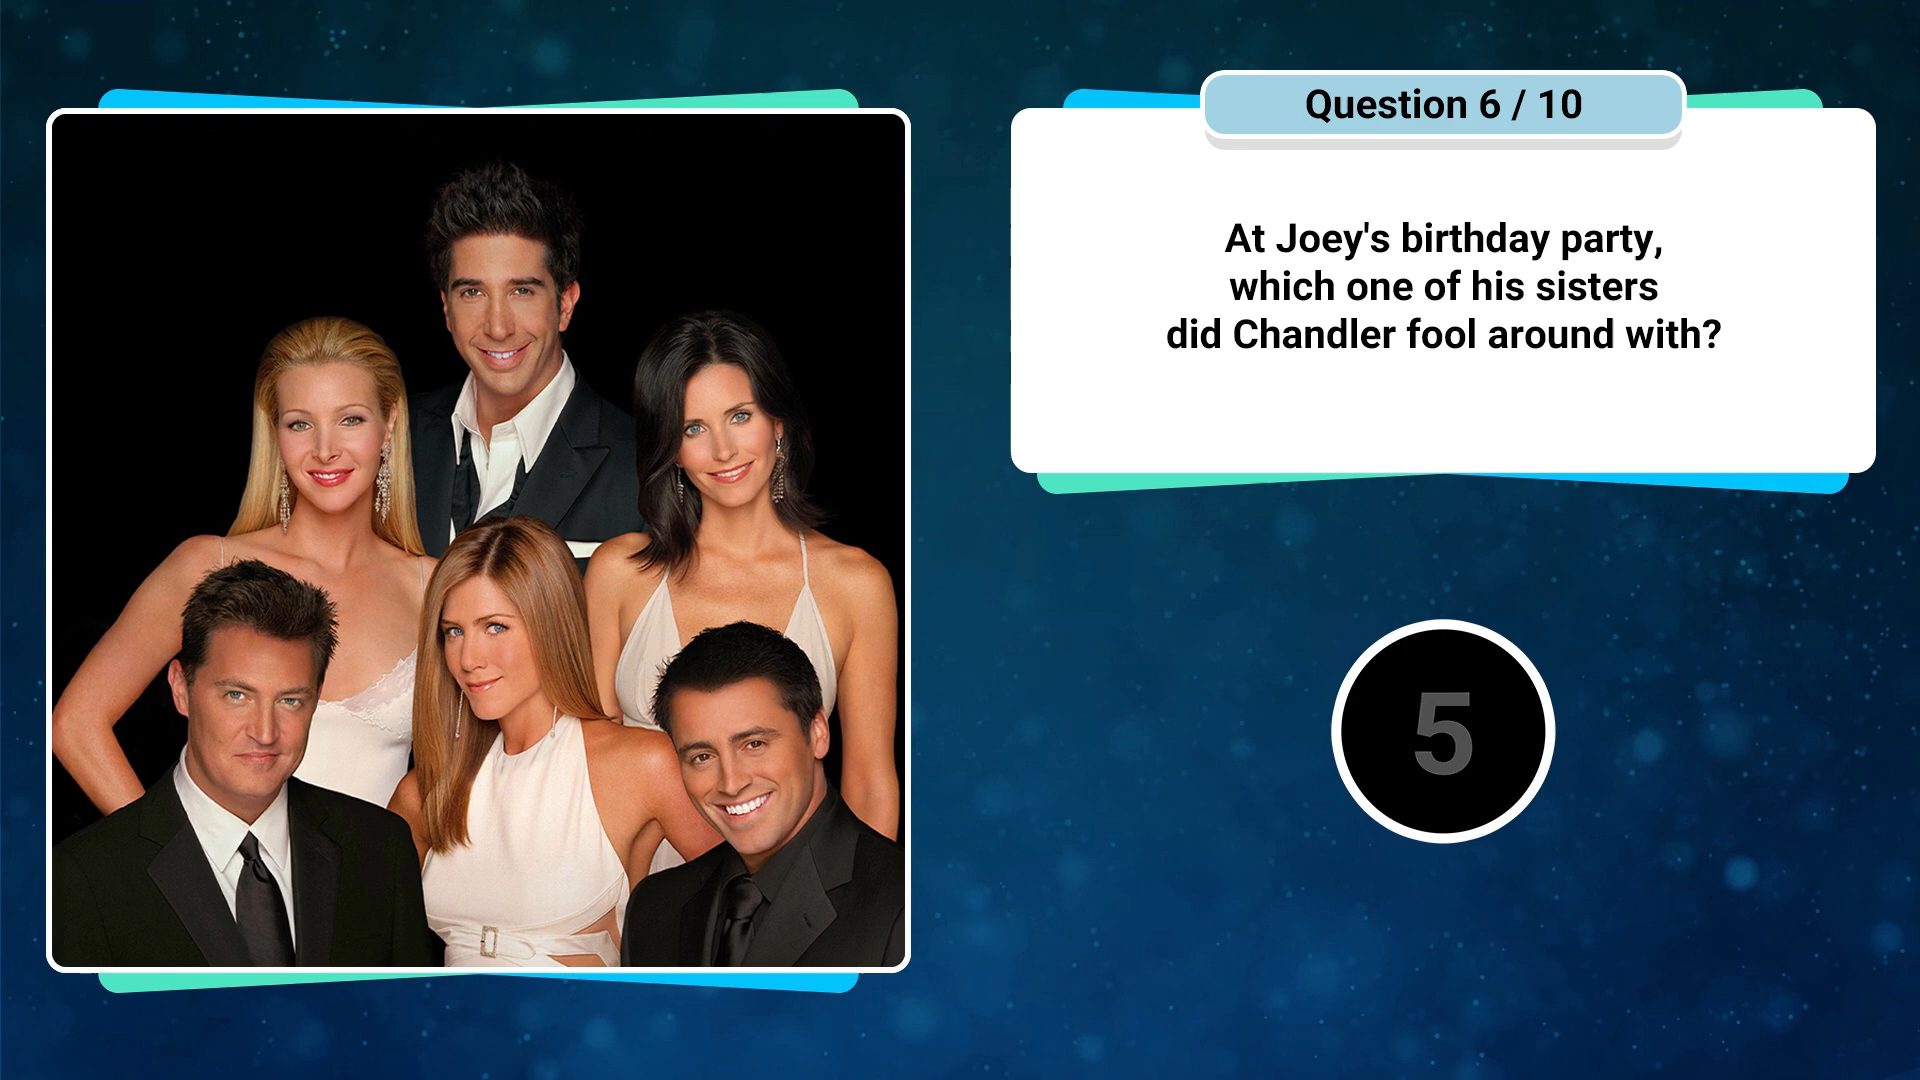 Question 6 / 10
At Joey's birthday party,
which one of his sisters
did Chandler fool around with?
5